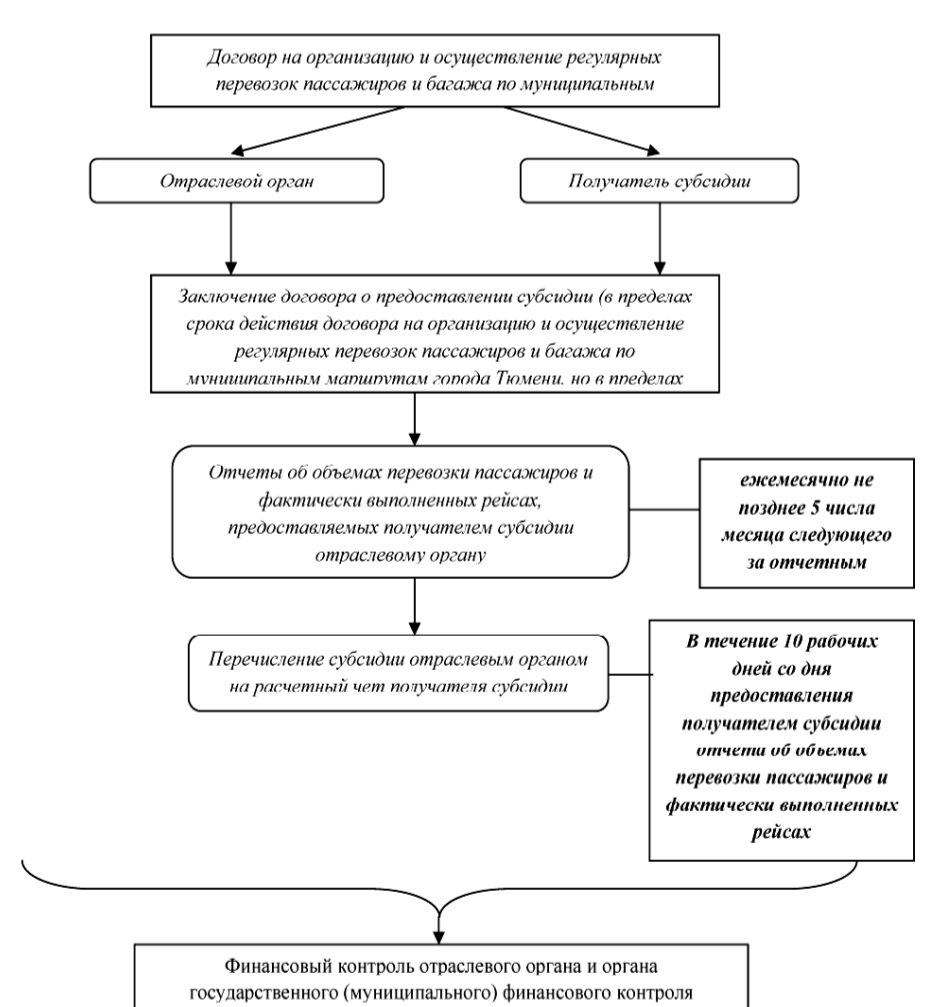 Договор на организацию и осуществление регулярных
перевозок пассажиров и багажа по муниципальным
Отраслевой орган
Получатель субсидии
Заключение договора о предоставлении субсидии (в пределах
срока действия договора на организацию и осуществление
регулярных перевозок пассажиров и багажа по
муниципальным маршрутам города Тюмени, но в пределах
Отчеты об объемах перевозки пассажиров и
фактически выполненных рейсах,
предоставляемых получателем субсидии
отраслевому органу
ежемесячно не
позднее 5 числа
месяца следующего
за отчетным
Перечисление субсидии отраслевым органом
на расчетный чет получателя субсидии
В течение 10 рабочих
дней со дня
предоставления
получателем субсидии
отчета об объемах
перевозки пассажиров и
фактически выполненных
рейсах
Финансовый контроль отраслевого органа и органа
государственного (муниципального) финансового контроля